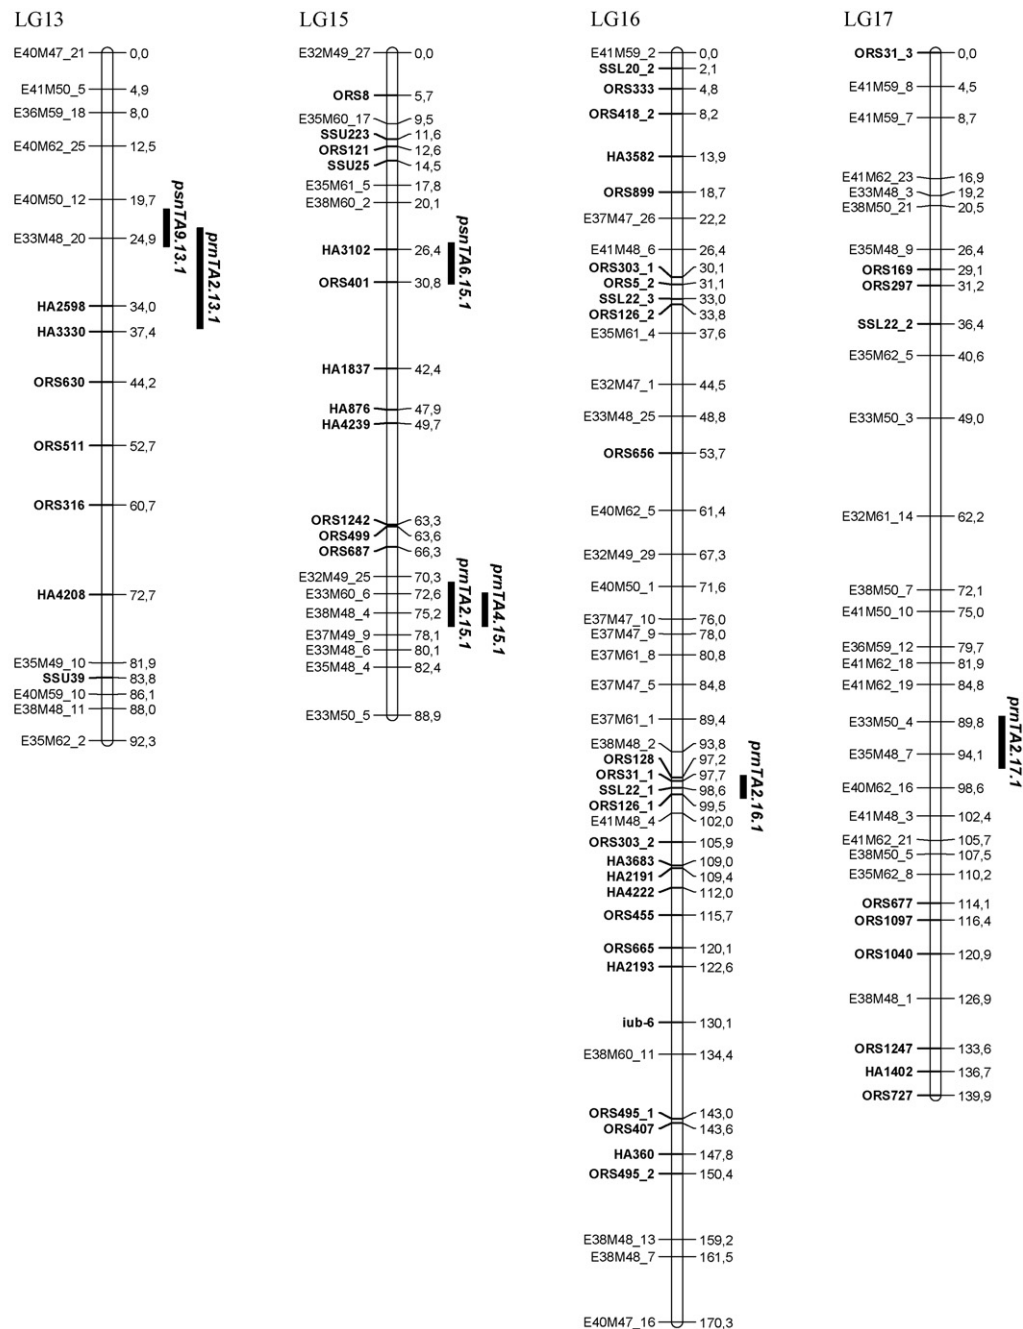 LG13
E40M47_21 0,0
E41M50_5 4,9
E36M59_18 8,0
E40M62_25 12,5
E40M50_12 19,7
E33M48_20 24,9
HA2598 34,0
HA3330 37,4
ORS630 44,2
ORS511 52,7
ORS316 60,7
HA4208 72,7
E35M49_10 81,9
SSU39 83,8
E40M59_10 86,1
E38M48_11 88,0
E35M62_2 92,3
psnTA9.13.1
prnTA2.13.1
LG15
E32M49_27 0,0
ORS8 5,7
E35M60_17 9,5
SSU223 11,6
ORS121 12,6
SSU25 14,5
E35M61_5 17,8
E38M60_2 20,1
HA3102 26,4
ORS401 30,8
HA1837 42,4
HA876 47,9
HA4239 49,7
ORS1242 63,3
ORS499 63,6
ORS687 66,3
E32M49_25 70,3
E33M60_6 72,6
E38M48_4 75,2
E37M49_9 78,1
E33M48_6 80,1
E35M48_4 82,4
E33M50_5 88,9
psnTA6.15.1
prnTA2.15.1
prnTA4.15.1
LG16
E41M59_2 0,0
SSL20_2 2,1
ORS333 4,8
ORS418_2 8,2
HA3582 13,9
ORS899 18,7
E37M47_26 22,2
E41M48_6 26,4
ORS303_1 30,1
ORS5_2 31,1
SSL22_3 33,0
ORS126_2 33,8
E35M61_4 37,6
E32M47_1 44,5
E33M48_25 48,8
ORS656 53,7
E40M62_5 61,4
E32M49_29 67,3
E40M50_1 71,6
E37M47_10 76,0
E37M47_9 78,0
E37M61_8 80,8
E37M47_5 84,8
E37M61_1 89,4
E38M48_2 93,8
ORS128 97,2
ORS31_1 97,7
SSL22_1 98,6
ORS126_1 99,5
E41M48_4 102,0
ORS303_2 105,9
HA3683 109,0
HA2191 109,4
HA4222 112,0
ORS455 115,7
ORS665 120,1
HA2193 122,6
iub-6 130,1
E38M60_11 134,4
ORS495_1 143,0
ORS407 143,6
HA360 147,8
ORS495_2 150,4
E38M48_13 159,2
E38M48_7 161,5
E40M47_16 170,3
prnTA2.16.1
LG17
ORS31_3 0,0
E41M59_8 4,5
E41M59_7 8,7
E41M62_23 16,9
E33M48_3 19,2
E38M50_21 20,5
E35M48_9 26,4
ORS169 29,1
ORS297 31,2
SSL22_2 36,4
E35M62_5 40,6
E33M50_3 49,0
E32M61_14 62,2
E38M50_7 72,1
E41M50_10 75,0
E36M59_12 79,7
E41M62_18 81,9
E41M62_19 84,8
E33M50_4 89,8
E35M48_7 94,1
E40M62_16 98,6
E41M48_3 102,4
E41M62_21 105,7
E38M50_5 107,5
E35M62_8 110,2
ORS677 114,1
ORS1097 116,4
ORS1040 120,9
E38M48_1 126,9
ORS1247 133,6
HA1402 136,7
ORS727 139,9
prnTA2.17.1